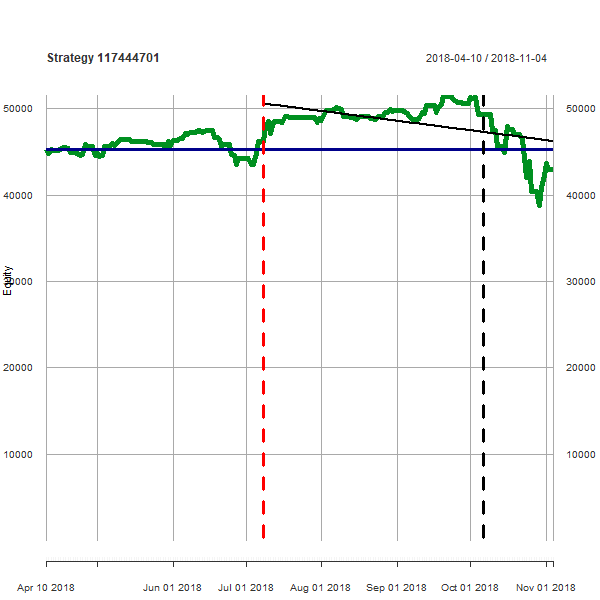 Strategy 117444701
2018-04-10 / 2018-11-04
50000
50000
40000
40000
Equity
30000
30000
20000
20000
10000
10000
Apr 10 2018
Jun 01 2018
Jul 01 2018
Aug 01 2018
Sep 01 2018
Oct 01 2018
Nov 01 2018